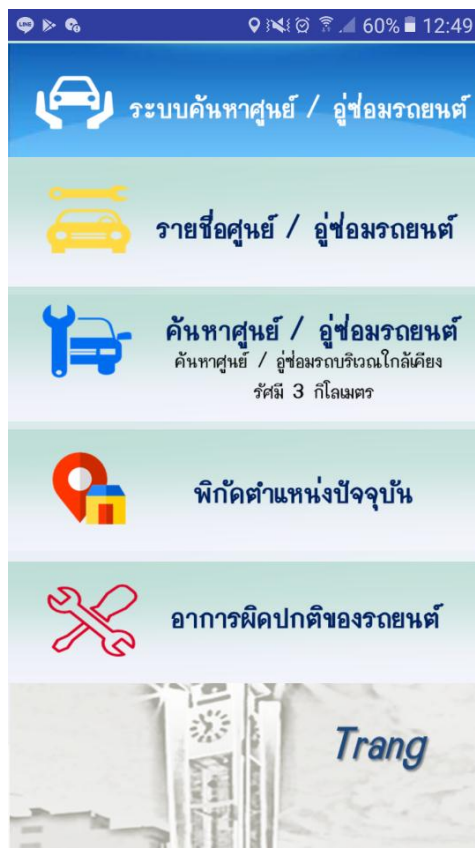 60% 12:49
ระบบค้นหาศูนย์ / อู่ซ่อมรถยนต์
รายชื่อศูนย์ / อู่ซ่อมรถยนต์
ค้นหาศูนย์ / อู่ซ่อมรถยนต์
ค้นหาศูนย์ / อู่ซ่อมรถบริเวณใกล้เคียง
รัศมี 3 กิโลเมตร
พิกัดตำแหน่งปัจจุบัน
อาการผิดปกติของรถยนต์
Trang